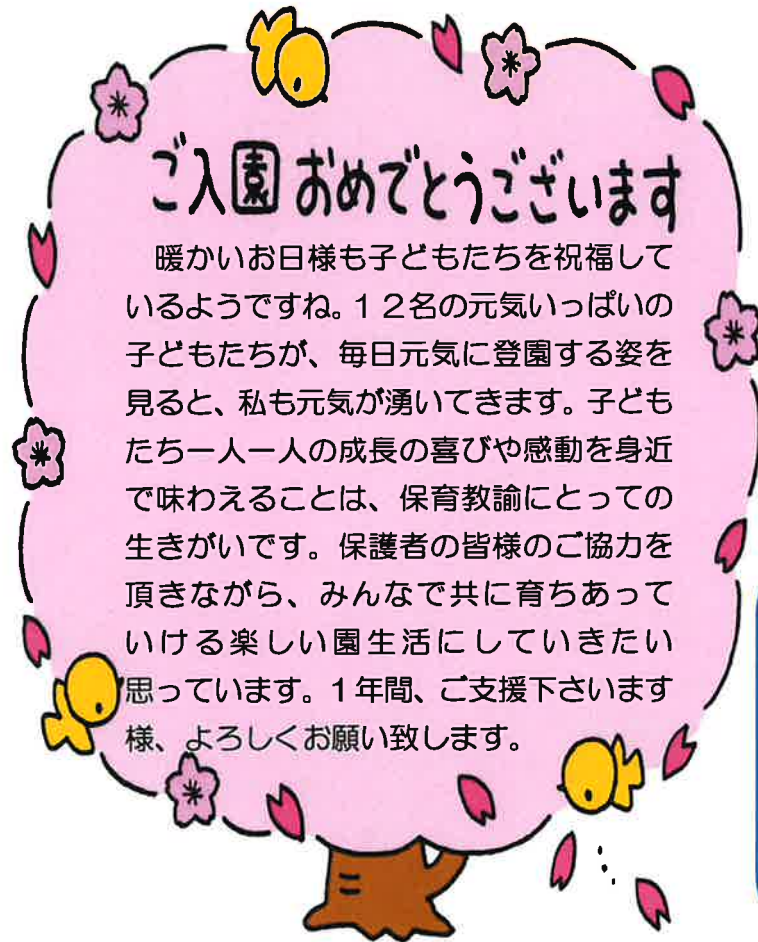 ご入園おめでとうございます
暖かいお日様も子どもたちを祝福して
いるようですね。１２名の元気いっぱいの
子どもたちが、毎日元気に登園する姿を
見ると、私も元気が湧いてきます。子ども
たち一人一人の成長の喜びや感動を身近
で味わえることは、保育教諭にとっての
生きがいです。保護者の皆様のご協力を
頂きながら、みんなで共に育ちあって
いける楽しい園生活にしていきたい
思っています。１年間、ご支援下さいます
様、よろしくお願い致します。